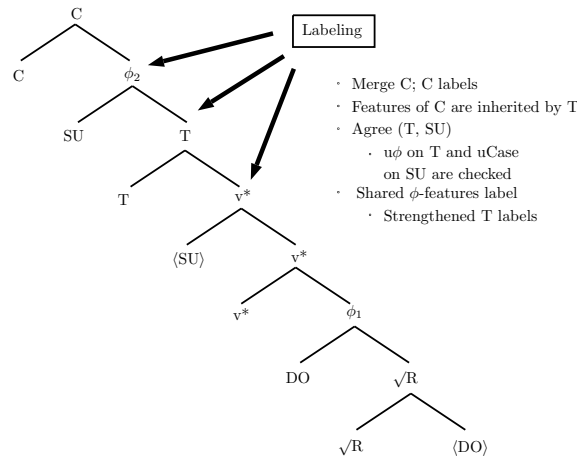 C
Labeling
C
ϕ₂
◦ Merge C; C labels
◦ Features of C are inherited by T
SU
T
◦ Agree (T, SU)
· uϕ on T and uCase
on SU are checked
T
v*
◦ Shared ϕ-features label
◦ Strengthened T labels
⟨SU⟩
v*
v*
ϕ₁
DO
√R
√R
⟨DO⟩